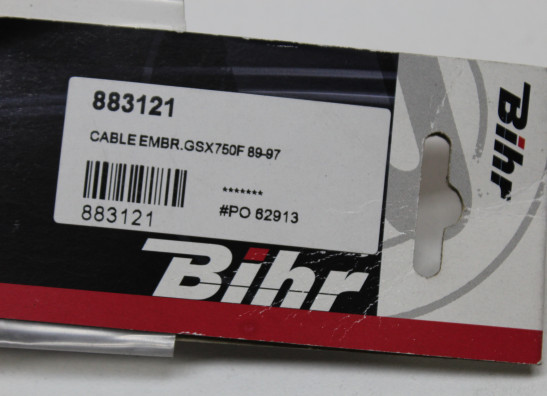 883121
CABLE EMBR.GSX750F 89-97
*******
883121
#PO 62913
Bihr
Bihr